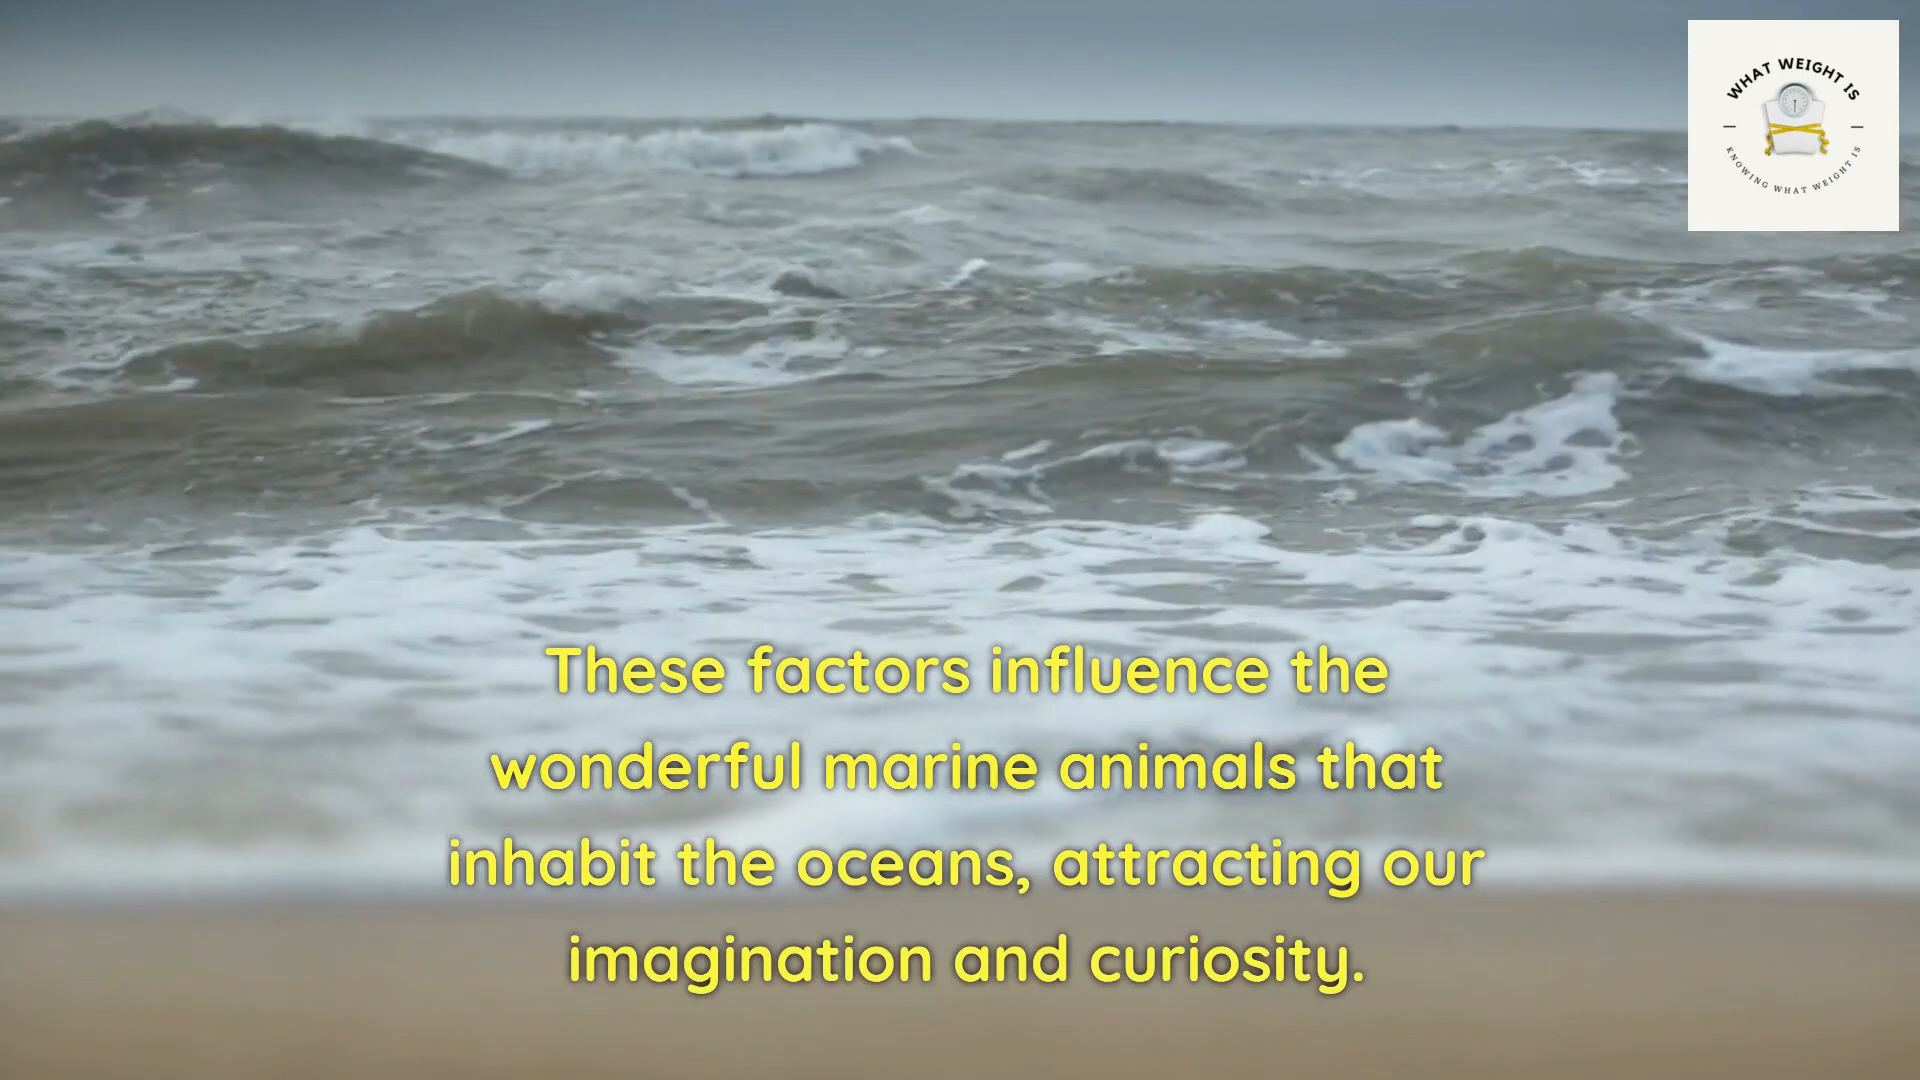 WHAT WEIGHT IS
KNOWING WHAT WEIGHT IS
These factors influence the
wonderful marine animals that
inhabit the oceans, attracting our
imagination and curiosity.